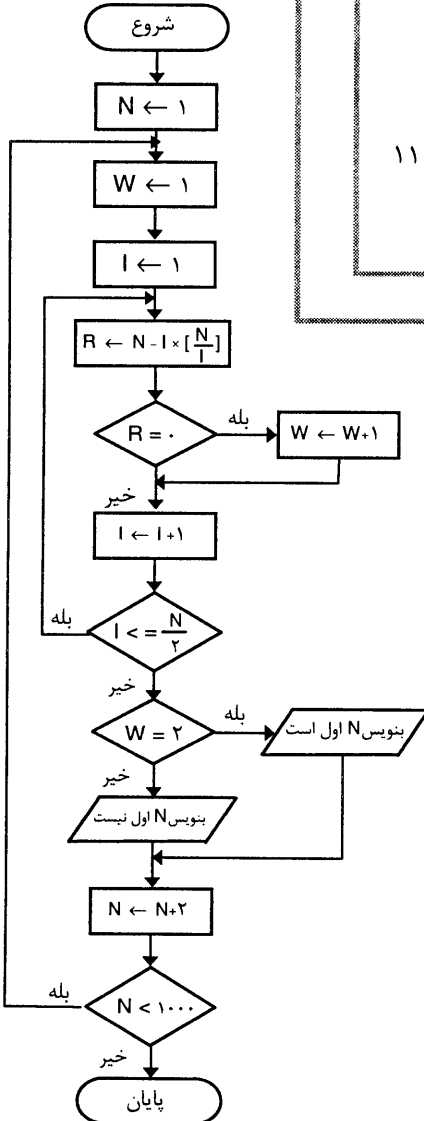 شروع
N ← ۱
۱۱
W ← ۱
I ← ۱
R ← N - I × [N/I]
R = ۰
بله
W ← W+۱
خیر
I ← I+۱
بله
I < = N/۲
خیر
W = ۲
بله
بنویس N اول است
خیر
بنویس N اول نیست
N ← N+۲
بله
N < ۱۰۰۰
خیر
پایان